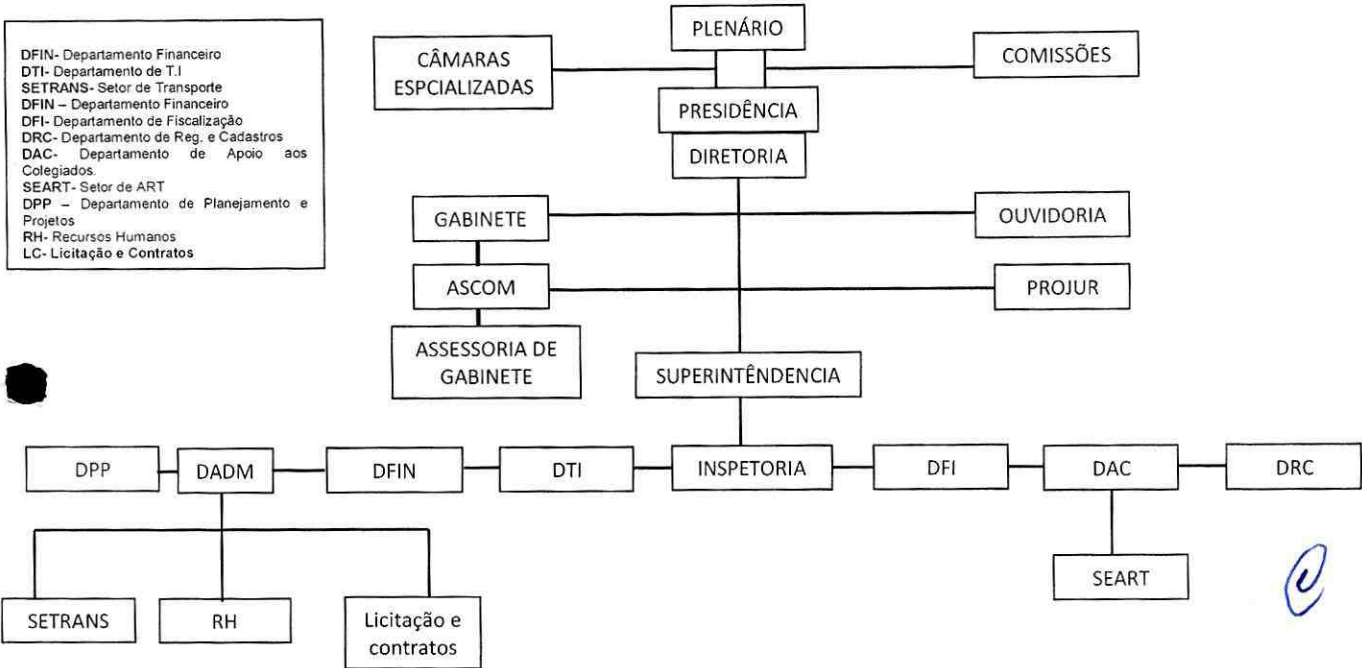 DFIN- Departamento Financeiro
DTI- Departamento de T.I
SETRANS- Setor de Transporte
DFIN – Departamento Financeiro
DFI- Departamento de Fiscalização
DRC- Departamento de Reg. e Cadastros
DAC- Departamento de Apoio aos
Colegiados.
SEART- Setor de ART
DPP – Departamento de Planejamento e
Projetos
RH- Recursos Humanos
LC- Licitação e Contratos
PLENÁRIO
CÂMARAS
ESPCIALIZADAS
COMISSÕES
PRESIDÊNCIA
DIRETORIA
GABINETE
OUVIDORIA
ASCOM
PROJUR
ASSESSORIA DE
GABINETE
SUPERINTÊNDENCIA
DPP
DADM
DFIN
DTI
INSPETORIA
DFI
DAC
DRC
SEART
SETRANS
RH
Licitação e
contratos